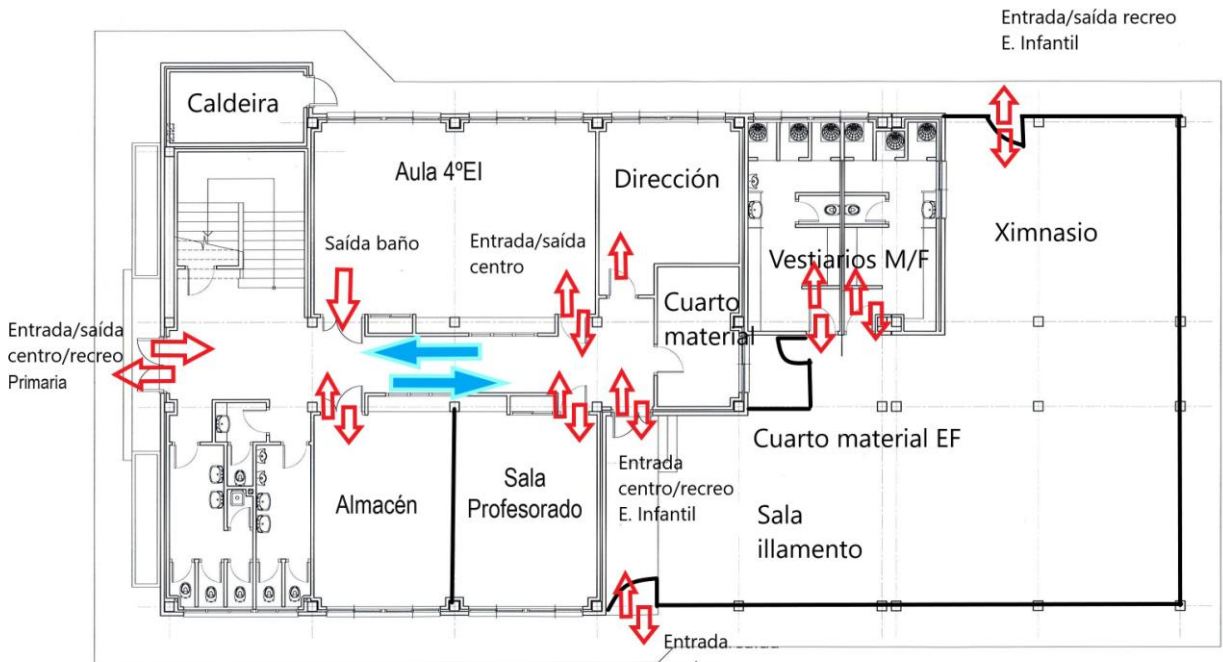 Entrada/saída recreo
E. Infantil
Caldeira
Aula 4ºEI
Dirección
Saída baño
Entrada/saída
centro
Vestiarios M/F
Ximnasio
Cuarto
material
Entrada/saída
centro/recreo
Primaria
Cuarto material EF
Entrada
centro/recreo
E. Infantil
Almacén
Sala
Profesorado
Sala
illamento
Entrada